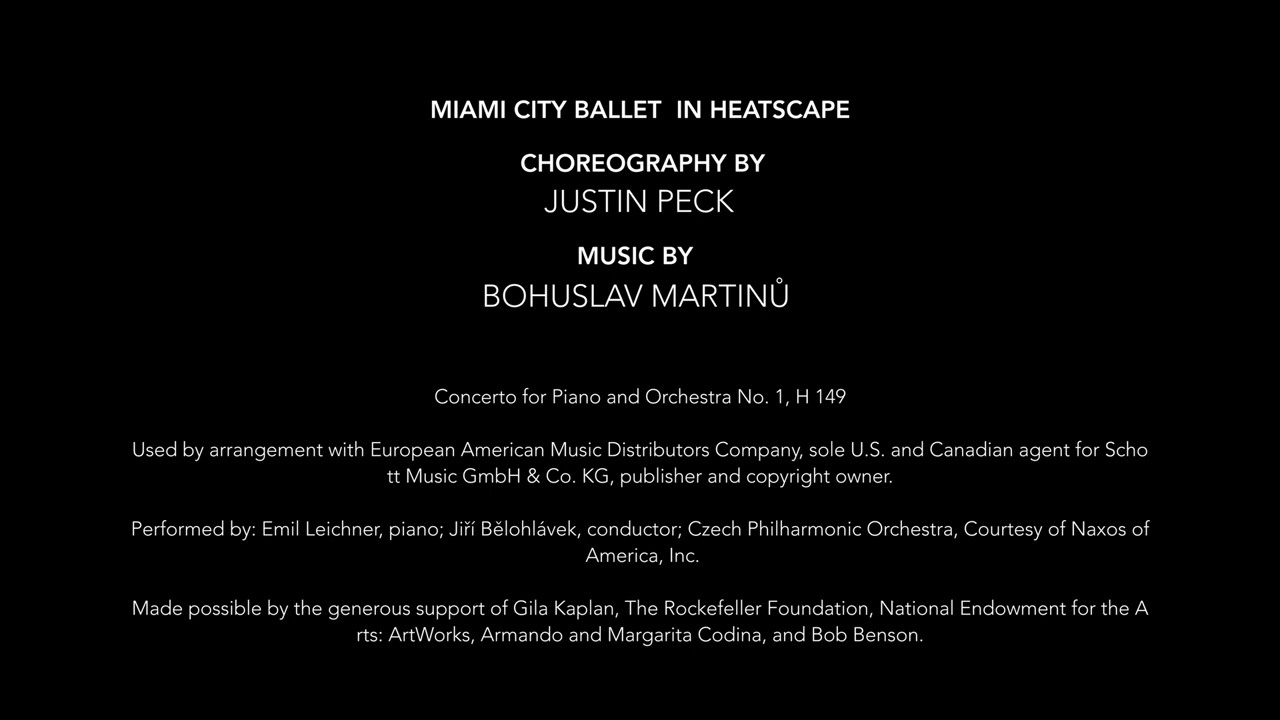 MIAMI CITY BALLET  IN HEATSCAPE
CHOREOGRAPHY BY
JUSTIN PECK
MUSIC BY
BOHUSLAV MARTINŮ
Concerto for Piano and Orchestra No. 1, H 149
Used by arrangement with European American Music Distributors Company, sole U.S. and Canadian agent for Scho
tt Music GmbH & Co. KG, publisher and copyright owner.
Performed by: Emil Leichner, piano; Jiří Bělohlávek, conductor; Czech Philharmonic Orchestra, Courtesy of Naxos of
America, Inc.
Made possible by the generous support of Gila Kaplan, The Rockefeller Foundation, National Endowment for the A
rts: ArtWorks, Armando and Margarita Codina, and Bob Benson.